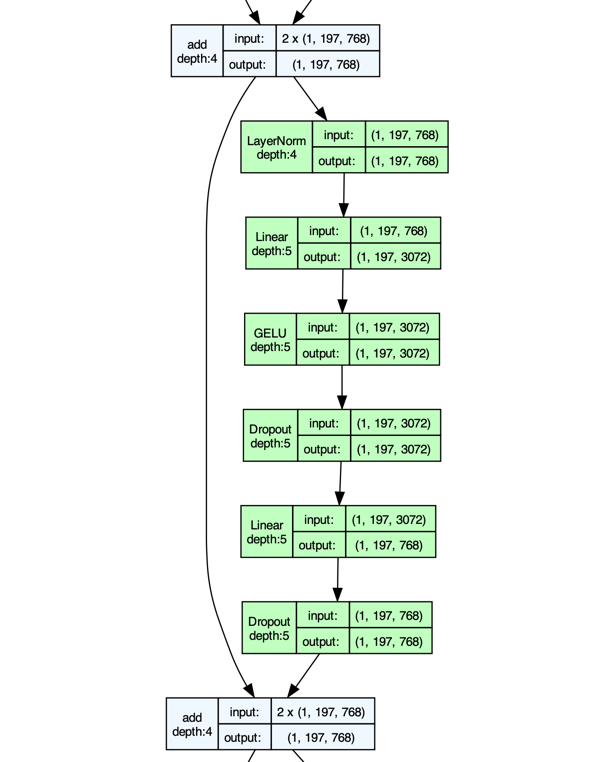 add
depth:4
input:
2 x (1, 197, 768)
output:
(1, 197, 768)
LayerNorm
depth:4
input:
(1, 197, 768)
output:
(1, 197, 768)
Linear
depth:5
input:
(1, 197, 768)
output:
(1, 197, 3072)
GELU
depth:5
input:
(1, 197, 3072)
output:
(1, 197, 3072)
Dropout
depth:5
input:
(1, 197, 3072)
output:
(1, 197, 3072)
Linear
depth:5
input:
(1, 197, 3072)
output:
(1, 197, 768)
Dropout
depth:5
input:
(1, 197, 768)
output:
(1, 197, 768)
add
depth:4
input:
2 x (1, 197, 768)
output:
(1, 197, 768)